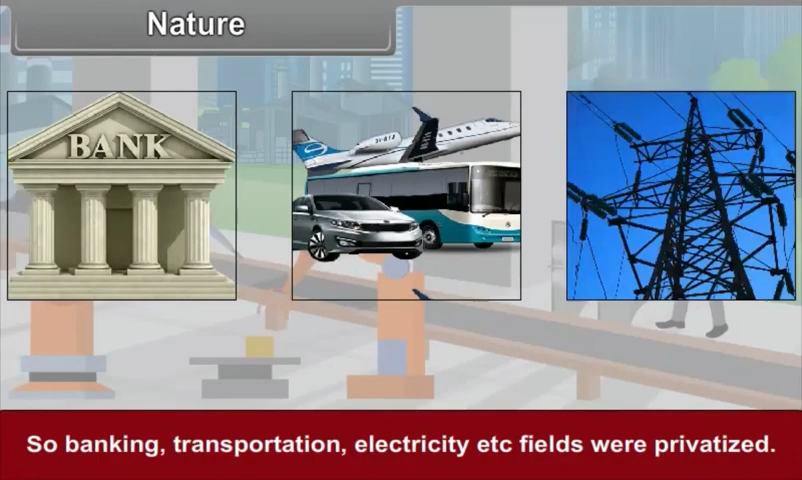 Nature
BANK
So banking, transportation, electricity etc fields were privatized.